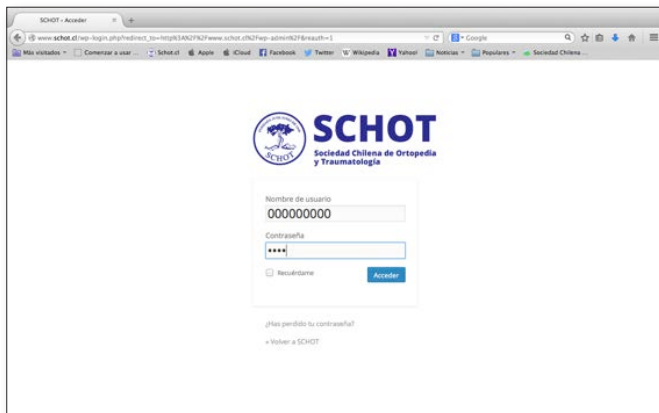 SCHOT › Acceder
www.schot.cl/wp-login.php?redirect_to=http%3A%2F%2Fwww.schot.cl%2Fwp-admin%2F&reauth=1
Google
Más visitados
Comenzar a usar ...
Schot.cl
Apple
iCloud
Facebook
Twitter
Wikipedia
Yahoo!
Noticias
Populares
Sociedad Chilena ...
SCHOT
SCHOT
Sociedad Chilena de Ortopedia
y Traumatología
Nombre de usuario
000000000
Contraseña
••••
Recuérdame
Acceder
¿Has perdido tu contraseña?
« Volver a SCHOT